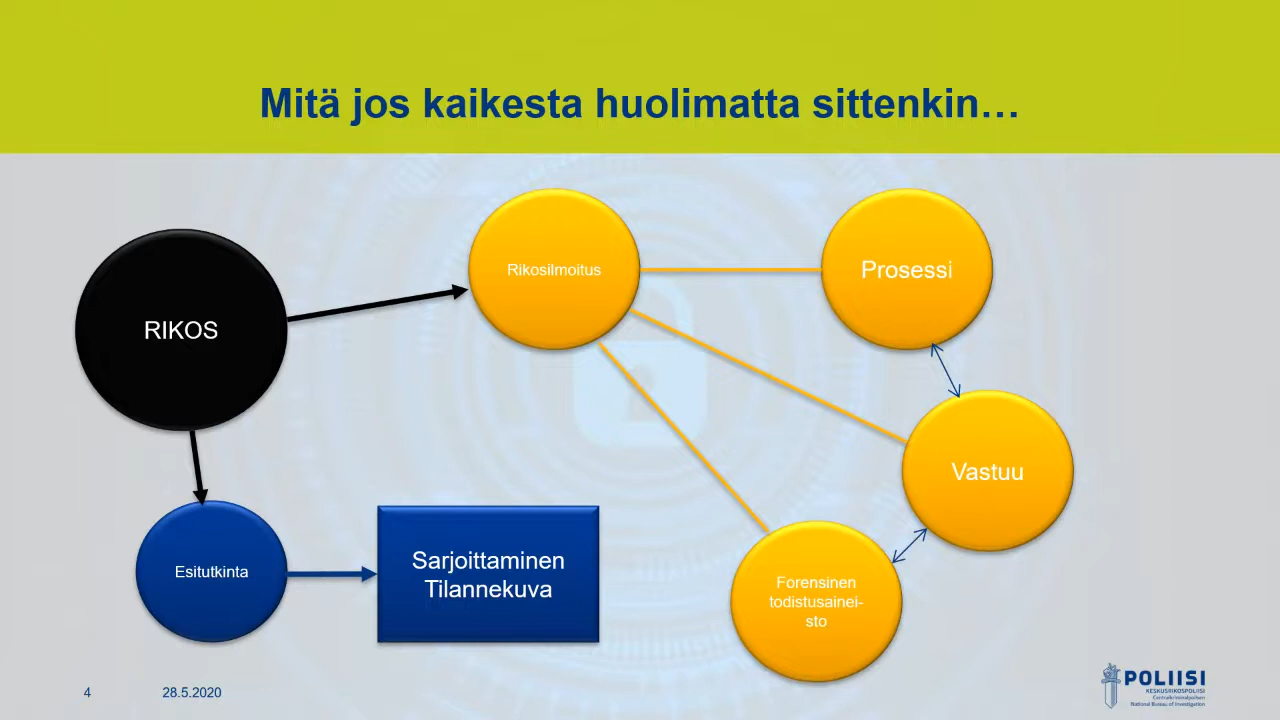 Mitä jos kaikesta huolimatta sittenkin…
RIKOS
Rikosilmoitus
Prosessi
Vastuu
Esitutkinta
Sarjoittaminen
Tilannekuva
Forensinen
todistusainei-
sto
4
28.5.2020
POLIISI
KESKUSRIKOSPOLIISI
Centralkriminalpolisen
National Bureau of Investigation